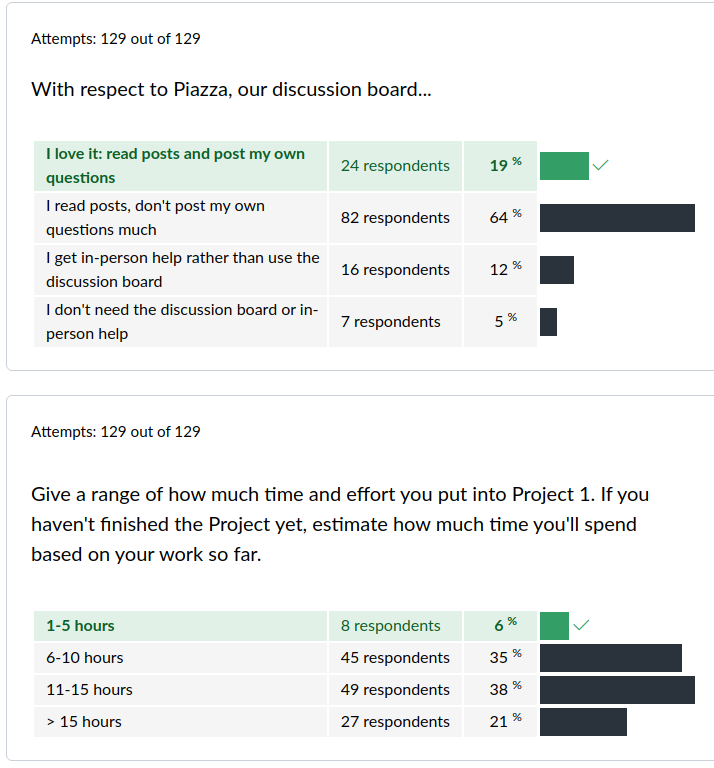 Attempts: 129 out of 129
With respect to Piazza, our discussion board...
I love it: read posts and post my own
questions
24 respondents 19 %
I read posts, don't post my own
questions much
82 respondents 64 %
I get in-person help rather than use the
discussion board
16 respondents 12 %
I don't need the discussion board or in-
person help
7 respondents 5 %
Attempts: 129 out of 129
Give a range of how much time and effort you put into Project 1. If you
haven't finished the Project yet, estimate how much time you'll spend
based on your work so far.
1-5 hours 8 respondents 6 %
6-10 hours 45 respondents 35 %
11-15 hours 49 respondents 38 %
> 15 hours 27 respondents 21 %